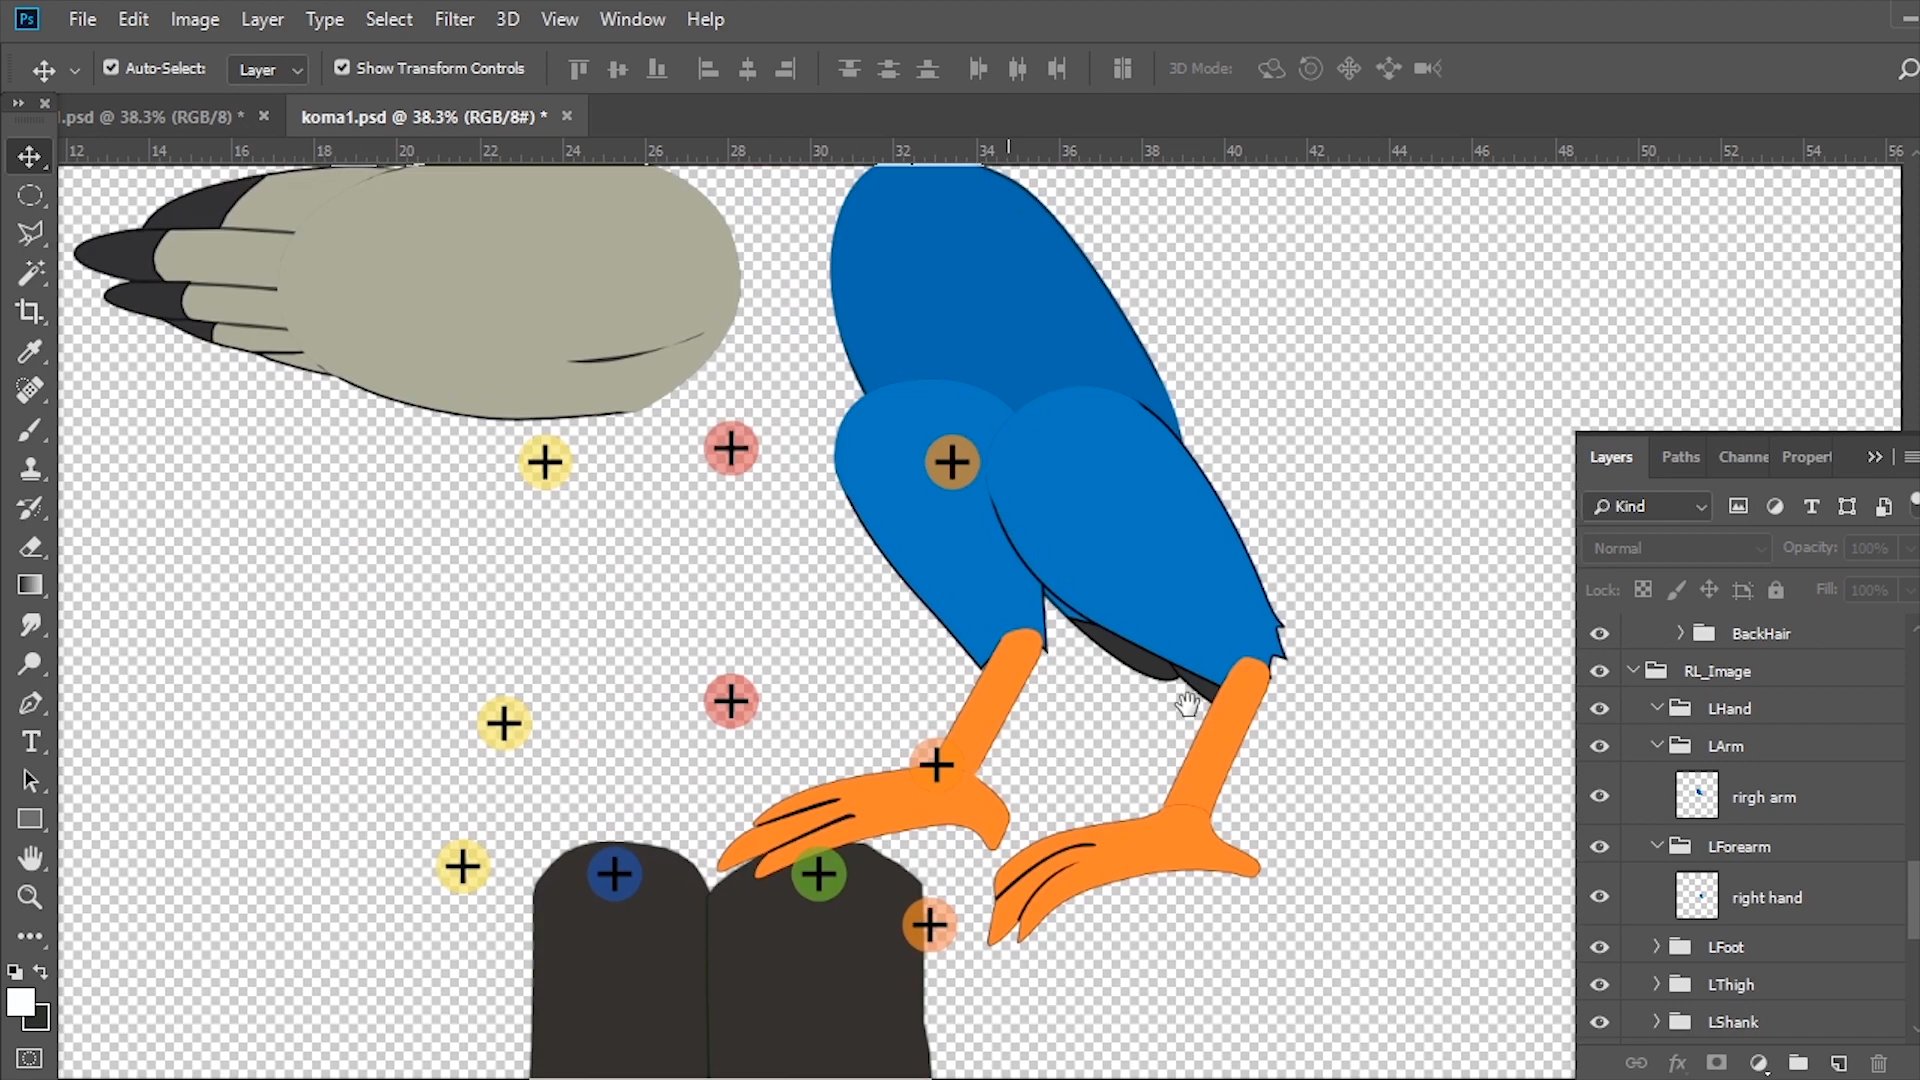 Ps File Edit Image Layer Type Select Filter 3D View Window Help
Auto-Select: Layer Show Transform Controls 3D Mode:
.psd @ 38.3% (RGB/8) * koma1.psd @ 38.3% (RGB/8#) *
12 14 16 18 20 22 24 26 28 30 32 34 36 38 40 42 44 46 48 50 52 54 56
Layers Paths Channe Propert
Kind
Normal Opacity: 100%
Lock: Fill: 100%
BackHair
RL_Image
LHand
LArm
rirgh arm
LForearm
right hand
LFoot
LThigh
LShank
fx